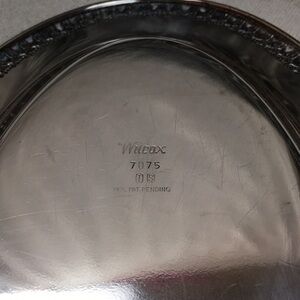 Wilcox
7075
I S
DES. PAT. PENDING